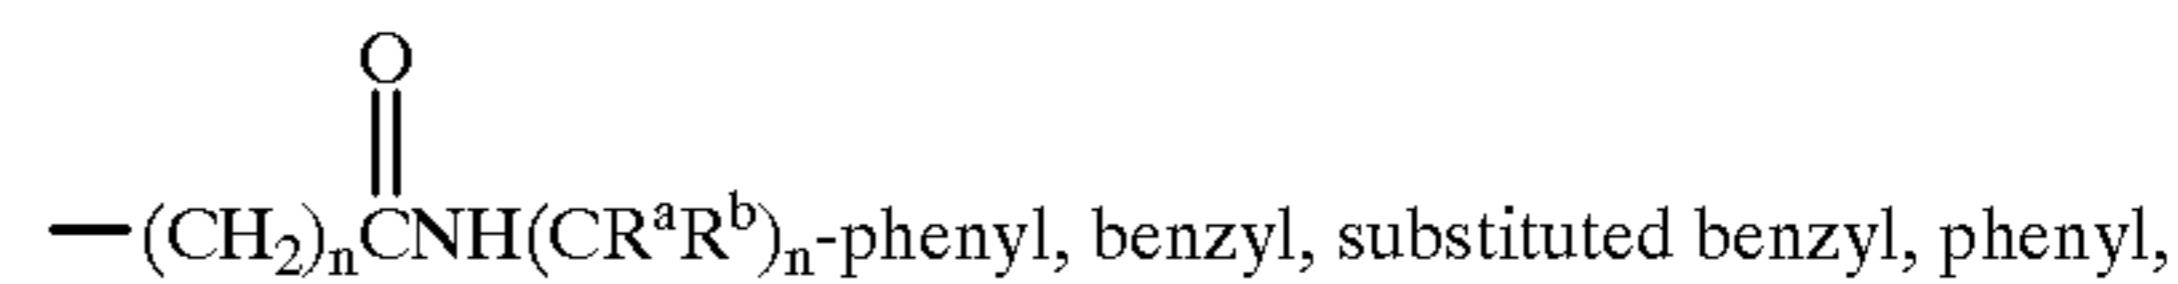 O
—(CH₂)ₙCNH(CRᵃRᵇ)ₙ-phenyl, benzyl, substituted benzyl, phenyl,